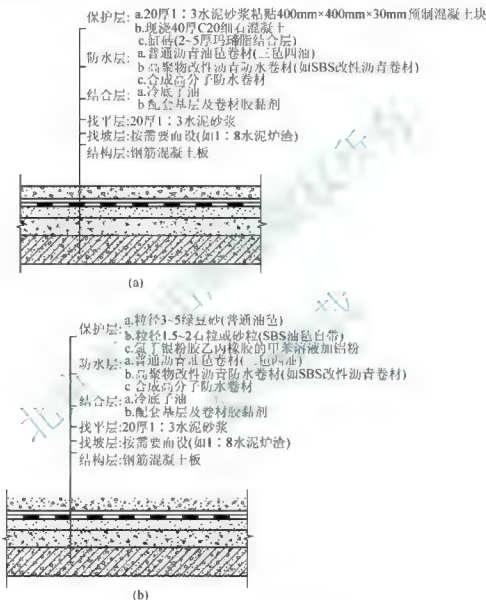 保护层: a.20厚1：3水泥砂浆粘贴400mm×400mm×30mm预制混凝土块
b.现浇40厚C20细石混凝土
c.缸砖(2~5厚玛𤧛脂结合层)
防水层: a.普通沥青油毡卷材(三毡四油)
b.高聚物改性沥青防水卷材(如SBS改性沥青卷材)
c.合成高分子防水卷材
结合层: a.冷底子油
b.配套基层及卷材胶黏剂
找平层:20厚1：3水泥砂浆
找坡层:按需要而设(如1：8水泥炉渣)
结构层:钢筋混凝土板
(a)
保护层: a.粒径3~5绿豆砂(普通油毡)
b.粒径1.5~2石粒或砂粒(SBS油毡自带)
c.氯丁银粉胶乙丙橡胶的甲苯溶液加铝粉
防水层: a.普通沥青油毡卷材(三毡四油)
b.高聚物改性沥青防水卷材(如SBS改性沥青卷材)
c.合成高分子防水卷材
结合层: a.冷底子油
b.配套基层及卷材胶黏剂
找平层:20厚1：3水泥砂浆
找坡层:按需要而设(如1：8水泥炉渣)
结构层:钢筋混凝土板
(b)